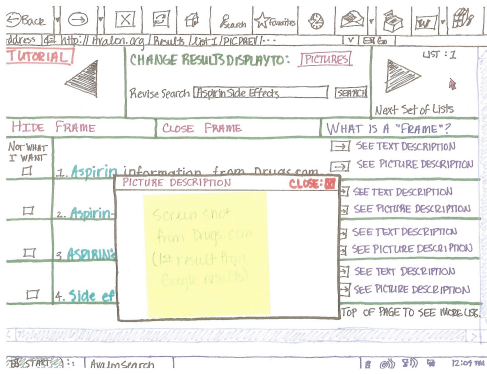 Back Search Favorites W
address http://Avalon.org/Results/List1/PICPREV/... Go
TUTORIAL
CHANGE RESULTS DISPLAY TO: PICTURES
LIST: 1
Revise Search Aspirin Side Effects SEARCH
Next Set of Lists
HIDE FRAME CLOSE FRAME WHAT IS A "FRAME"?
NOT WHAT
I WANT
SEE TEXT DESCRIPTION
1. Aspirin information from Drugs.com
SEE PICTURE DESCRIPTION
PICTURE DESCRIPTION CLOSE:
SEE TEXT DESCRIPTION
2. Aspirin-
SEE PICTURE DESCRIPTION
Screen shot
from Drugs.com
(1st result from
Google results)
SEE TEXT DESCRIPTION
3 ASPIRIN
SEE PICTURE DESCRIPTION
SEE TEXT DESCRIPTION
4. Side ef
SEE PICTURE DESCRIPTION
TOP OF PAGE TO SEE MORE
START Avalon Search 12:04 PM